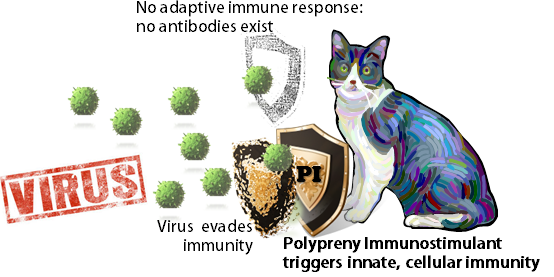 No adaptive immune response:
no antibodies exist
VIRUS
PI
Virus evades
immunity
Polypreny Immunostimulant
triggers innate, cellular immunity